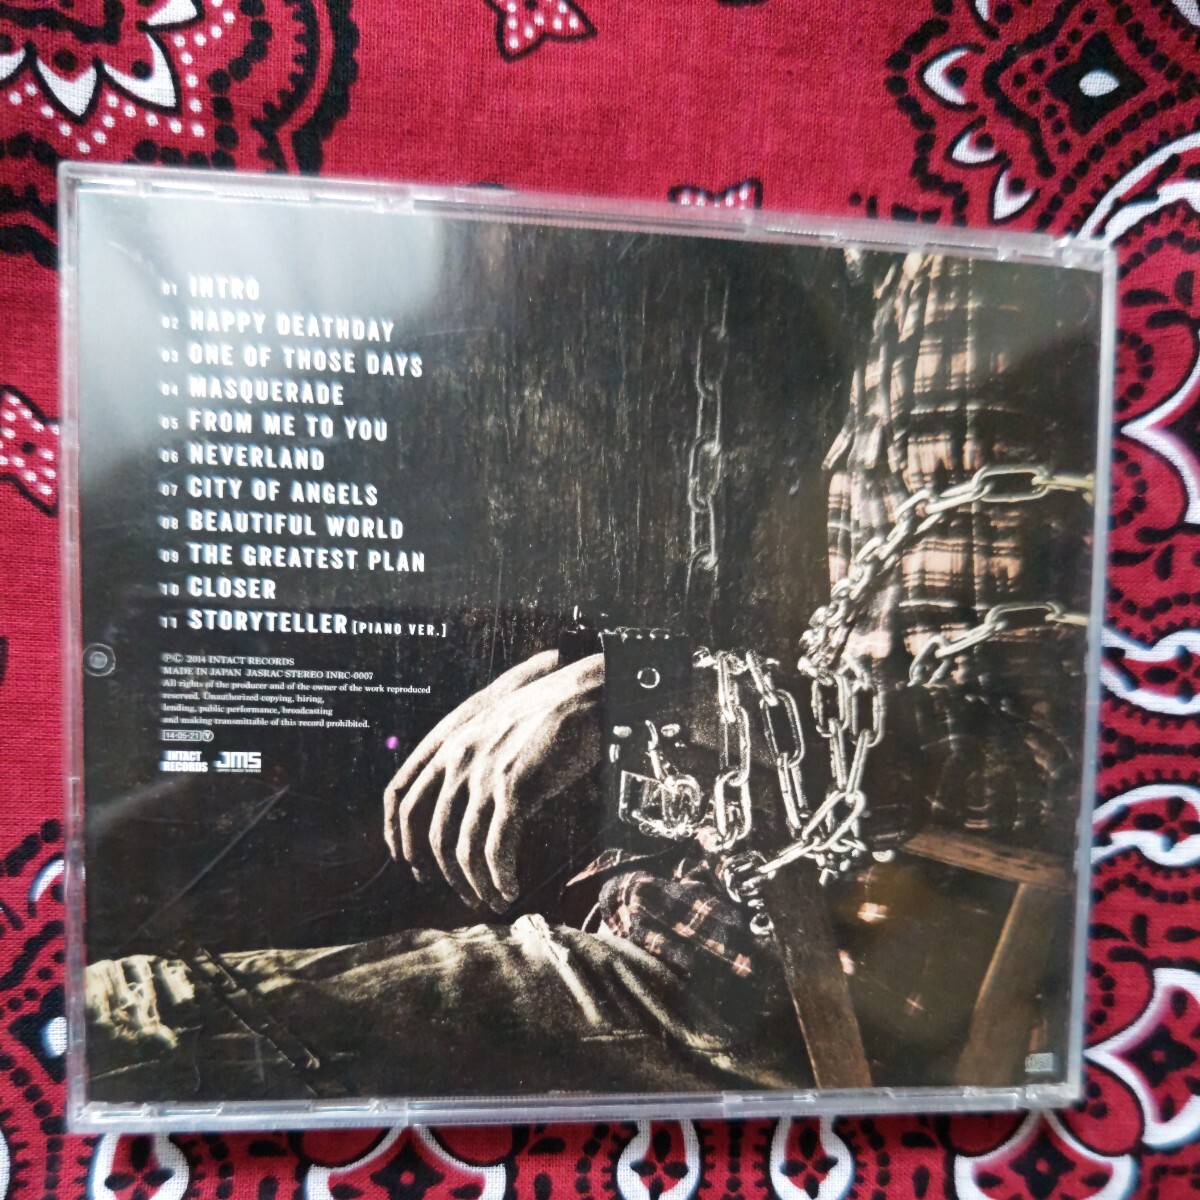 01 INTRO
02 HAPPY DEATHDAY
03 ONE OF THOSE DAYS
04 MASQUERADE
05 FROM ME TO YOU
06 NEVERLAND
07 CITY OF ANGELS
08 BEAUTIFUL WORLD
09 THE GREATEST PLAN
10 CLOSER
11 STORYTELLER [PIANO VER.]
Ⓟ© 2014 INTACT RECORDS
MADE IN JAPAN JASRAC STEREO INRC-0007
All rights of the producer and of the owner of the work reproduced
reserved. Unauthorized copying, hiring,
lending, public performance, broadcasting
and making transmittable of this record prohibited.
14•05•21 Ⓨ
INTACT RECORDS JMS